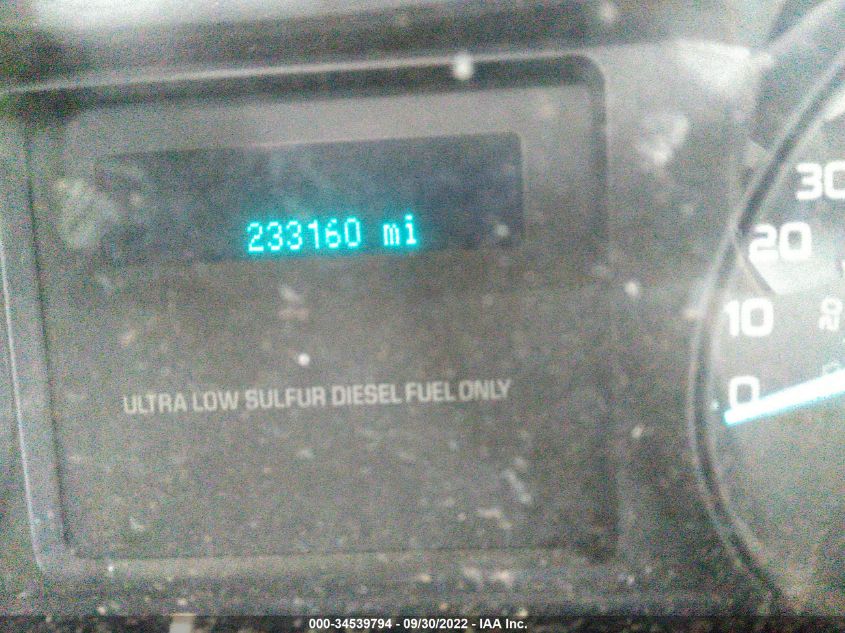 233160 mi
30
20
10
20
0
ULTRA LOW SULFUR DIESEL FUEL ONLY
000-34539794 - 09/30/2022 - IAA Inc.